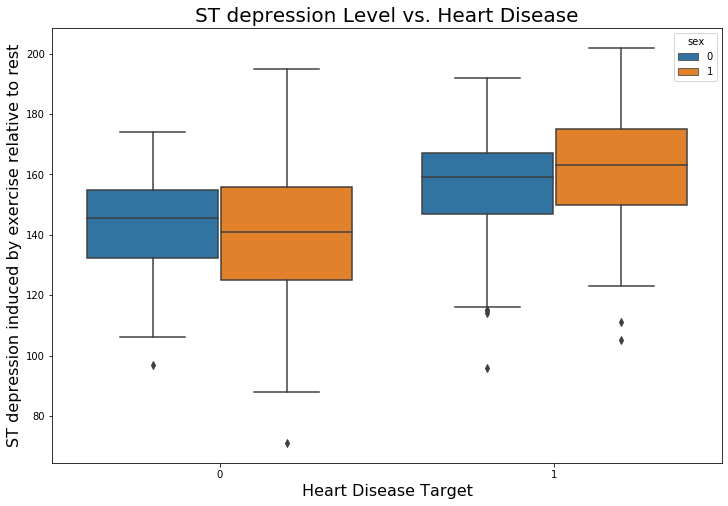 ST depression Level vs. Heart Disease
sex
0
1
ST depression induced by exercise relative to rest
200
180
160
140
120
100
80
0
1
Heart Disease Target